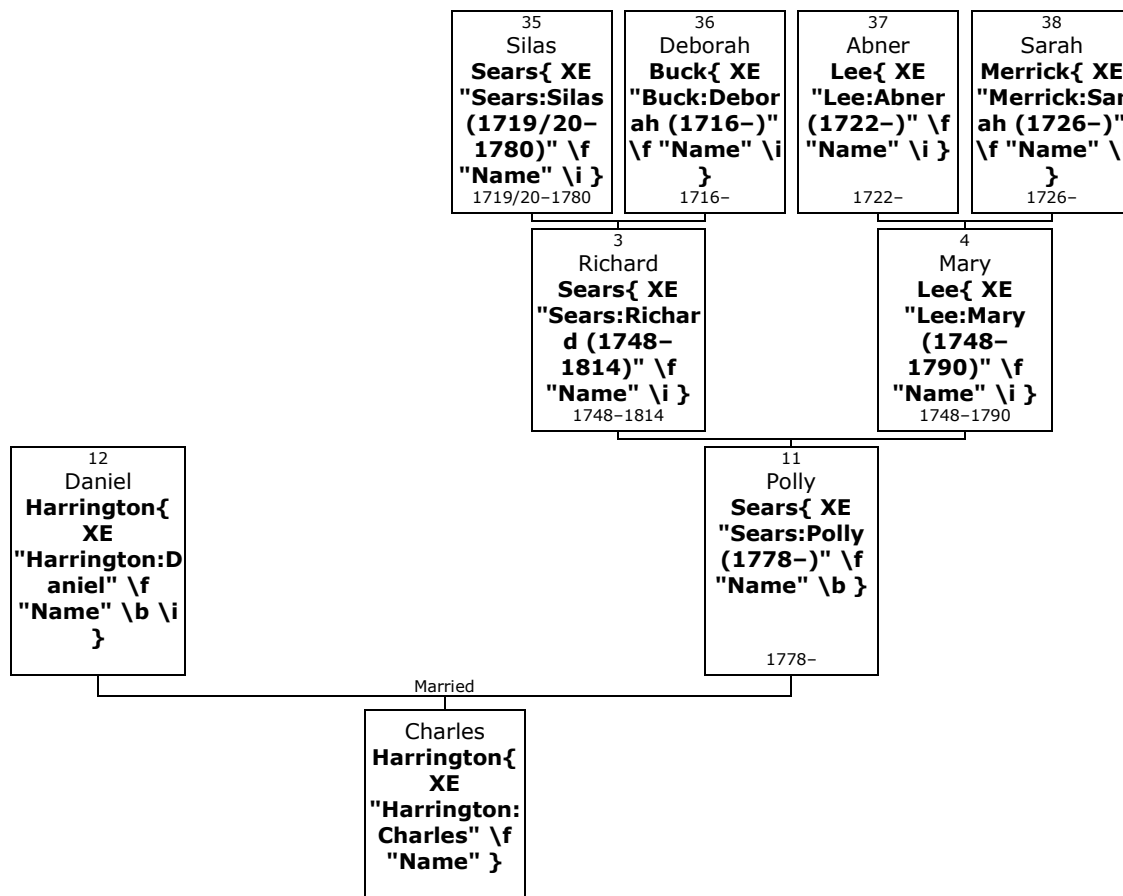 35
Silas
Sears{ XE
"Sears:Silas
(1719/20–
1780)" \f
"Name" \i }
1719/20–1780
36
Deborah
Buck{ XE
"Buck:Debor
ah (1716–)"
\f "Name" \i
}
1716–
37
Abner
Lee{ XE
"Lee:Abner
(1722–)" \f
"Name" \i }
1722–
38
Sarah
Merrick{ XE
"Merrick:Sar
ah (1726–)"
\f "Name" \
}
1726–
3
Richard
Sears{ XE
"Sears:Richar
d (1748–
1814)" \f
"Name" \i }
1748–1814
4
Mary
Lee{ XE
"Lee:Mary
(1748–
1790)" \f
"Name" \i }
1748–1790
12
Daniel
Harrington{
XE
"Harrington:D
aniel" \f
"Name" \b \i
}
11
Polly
Sears{ XE
"Sears:Polly
(1778–)" \f
"Name" \b }
1778–
Married
Charles
Harrington{
XE
"Harrington:
Charles" \f
"Name" }